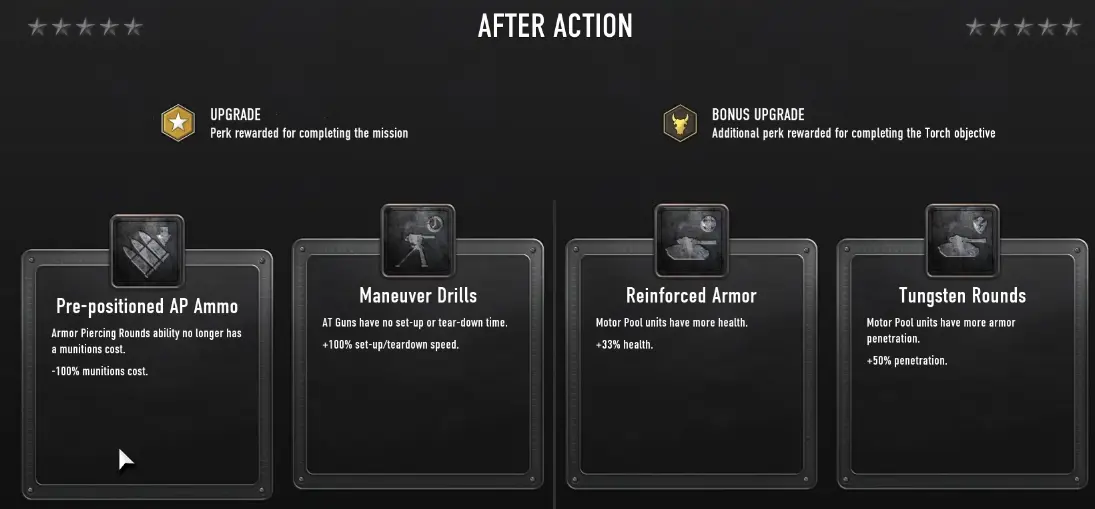 AFTER ACTION
UPGRADE
Perk rewarded for completing the mission
BONUS UPGRADE
Additional perk rewarded for completing the Torch objective
Pre-positioned AP Ammo
Armor Piercing Rounds ability no longer has
a munitions cost.
-100% munitions cost.
Maneuver Drills
AT Guns have no set-up or tear-down time.
+100% set-up/teardown speed.
Reinforced Armor
Motor Pool units have more health.
+33% health.
Tungsten Rounds
Motor Pool units have more armor
penetration.
+50% penetration.